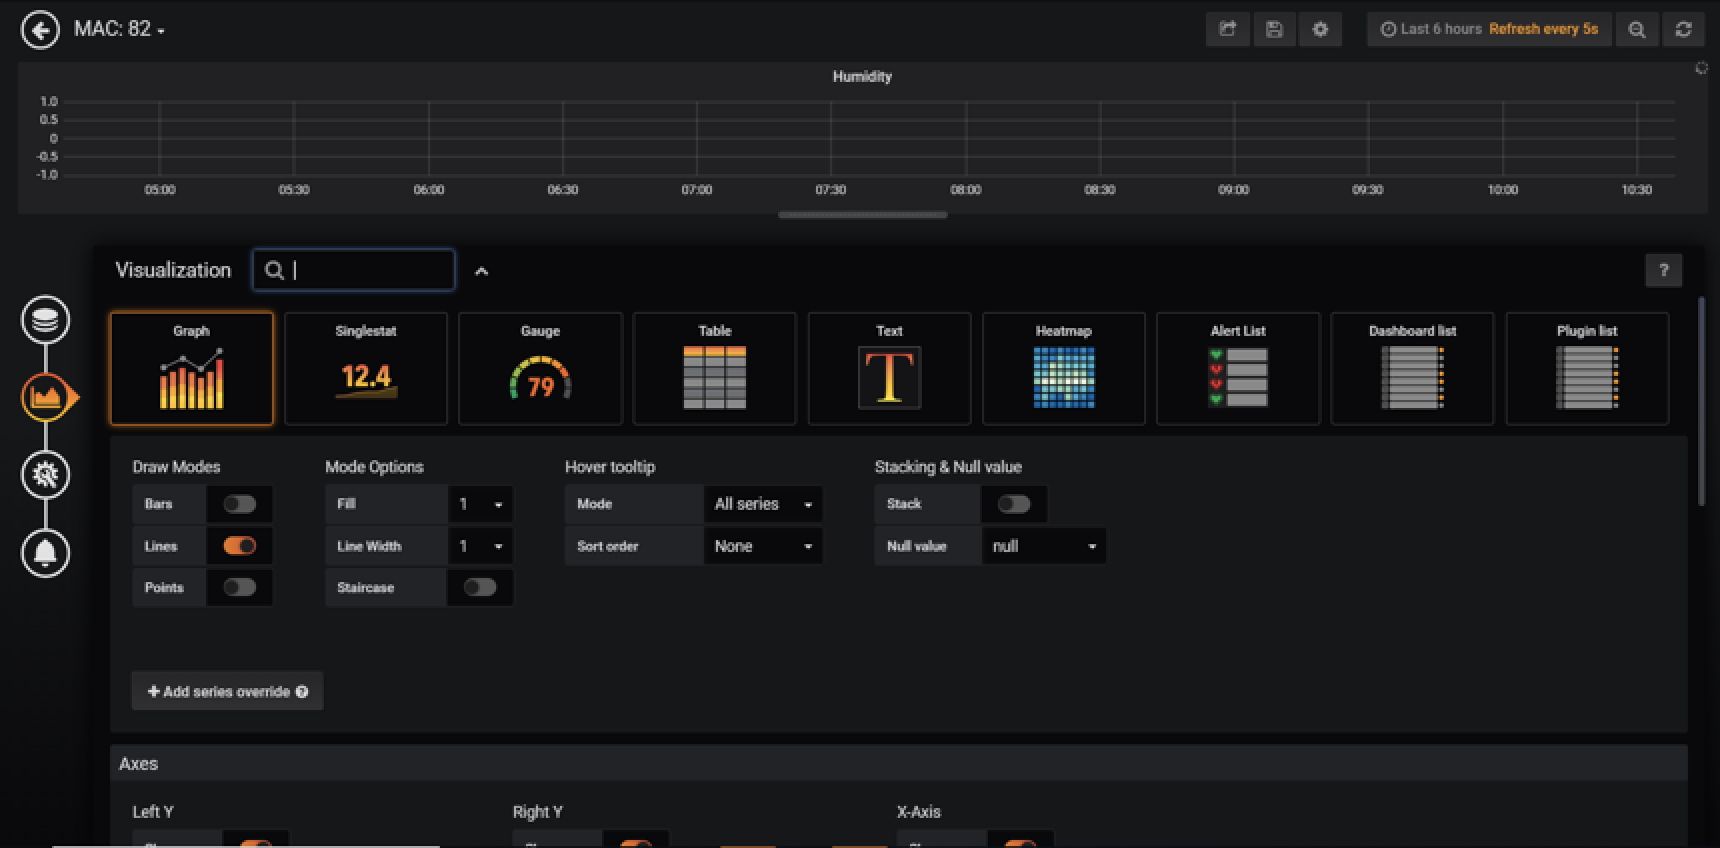 MAC: 82
Last 6 hours Refresh every 5s
Humidity
1.0
0.5
0
-0.5
-1.0
05:00 05:30 06:00 06:30 07:00 07:30 08:00 08:30 09:00 09:30 10:00 10:30
Visualization
?
Graph Singlestat Gauge Table Text Heatmap Alert List Dashboard list Plugin list
12.4 79 T
Draw Modes Mode Options Hover tooltip Stacking & Null value
Bars Fill 1 Mode All series Stack
Lines Line Width 1 Sort order None Null value null
Points Staircase
+ Add series override ?
Axes
Left Y Right Y X-Axis